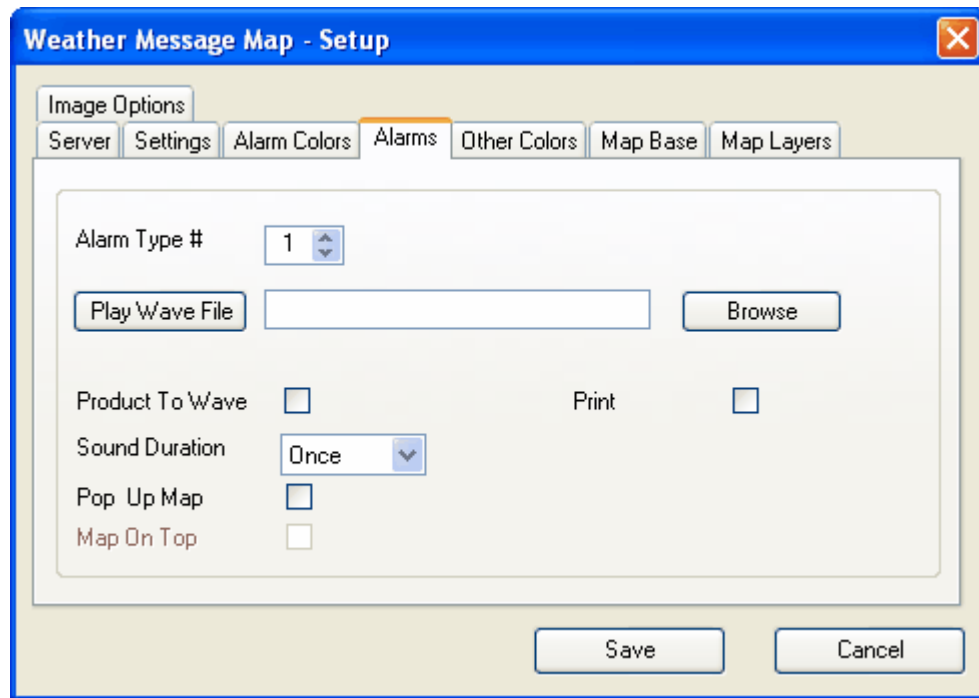 Weather Message Map - Setup
Image Options
Server Settings Alarm Colors Alarms Other Colors Map Base Map Layers
Alarm Type # 1
Play Wave File Browse
Product To Wave Print
Sound Duration Once
Pop Up Map
Map On Top
Save Cancel